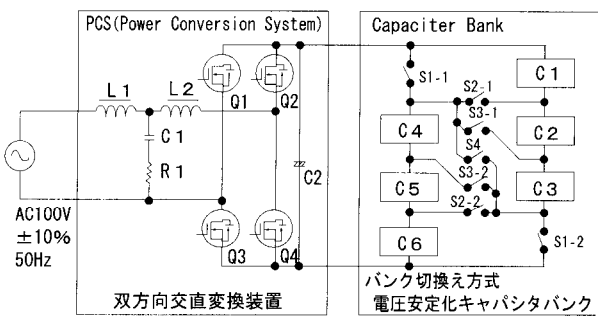 PCS(Power Conversion System)
Capaciter Bank
L1
L2
C1
R1
Q1
Q2
Q3
Q4
C2
AC100V
±10%
50Hz
双方向交直変換装置
S1-1
S2-1
S3-1
S4
S3-2
S2-2
S1-2
C1
C2
C3
C4
C5
C6
バンク切換え方式
電圧安定化キャパシタバンク